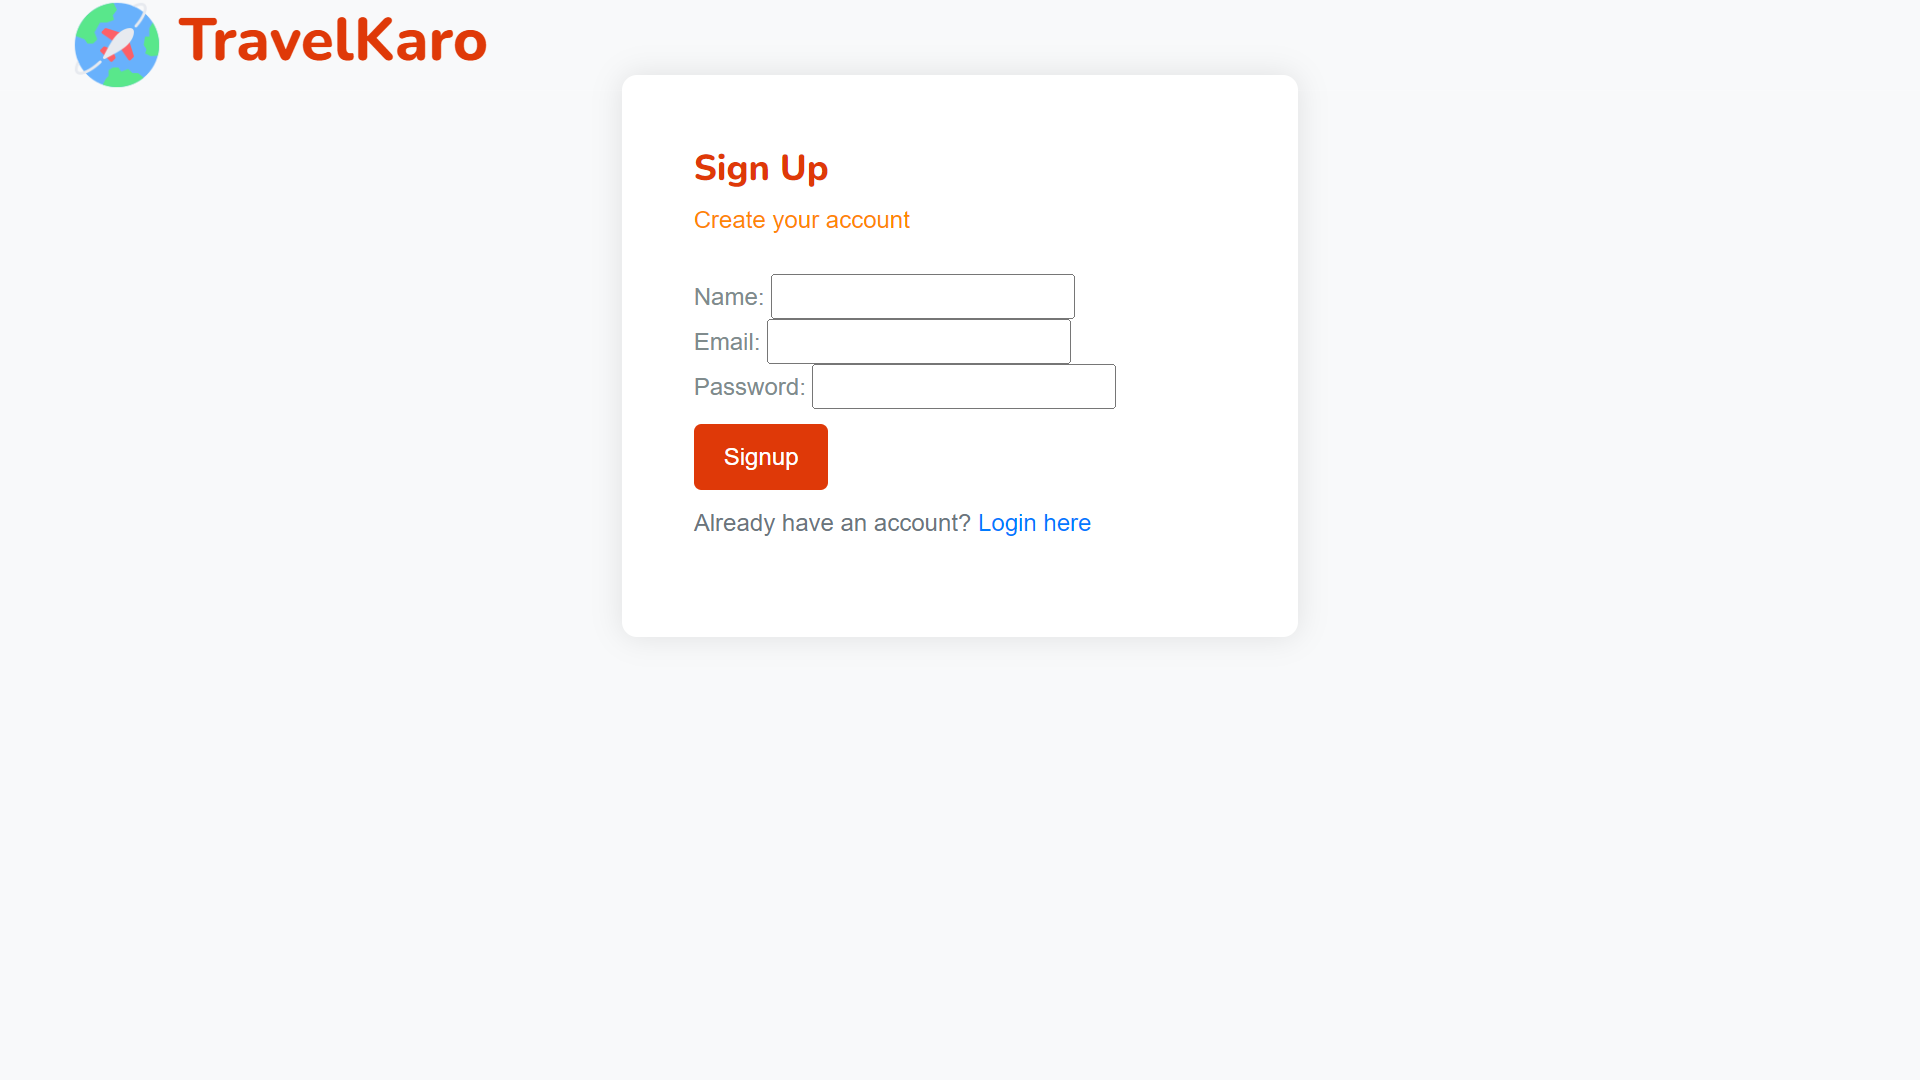 TravelKaro
Sign Up
Create your account
Name:
Email:
Password:
Signup
Already have an account? Login here